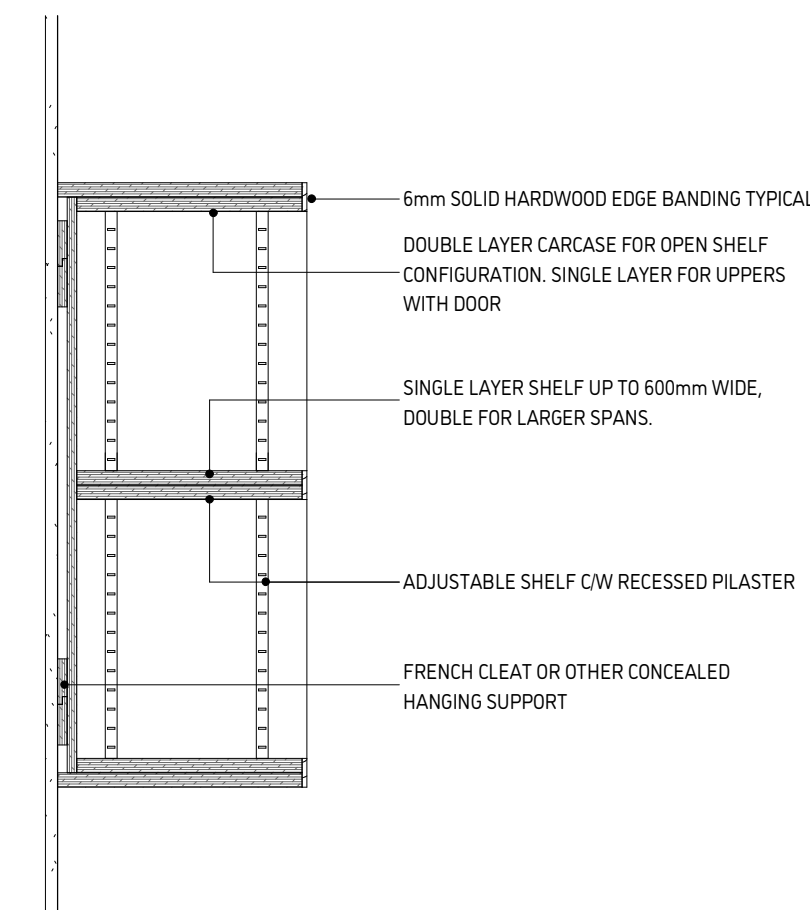 6mm SOLID HARDWOOD EDGE BANDING TYPICAL
DOUBLE LAYER CARCASE FOR OPEN SHELF
CONFIGURATION. SINGLE LAYER FOR UPPERS
WITH DOOR
SINGLE LAYER SHELF UP TO 600mm WIDE,
DOUBLE FOR LARGER SPANS.
ADJUSTABLE SHELF C/W RECESSED PILASTER
FRENCH CLEAT OR OTHER CONCEALED
HANGING SUPPORT